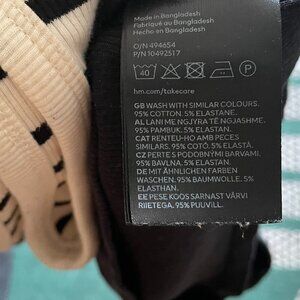 Made in Bangladesh
Fabriqué au Bangladesh
Hecho en Bangladesh
O/N 494654
P/N 10492517
40
P
hm.com/takecare
GB WASH WITH SIMILAR COLOURS.
95% COTTON. 5% ELASTANE.
AL LANI ME NGJYRA TË NGJASHME.
95% PAMBUK. 5% ELASTAN.
CAT RENTEU-HO AMB PECES
SIMILARS. 95% COTÓ. 5% ELASTÀ.
CZ PERTE S PODOBNÝMI BARVAMI.
95% BAVLNA. 5% ELASTAN.
DE MIT ÄHNLICHEN FARBEN
WASCHEN. 95% BAUMWOLLE. 5%
ELASTHAN.
EE PESE KOOS SARNAST VÄRVI
RIIETEGA. 95% PUUVILL.